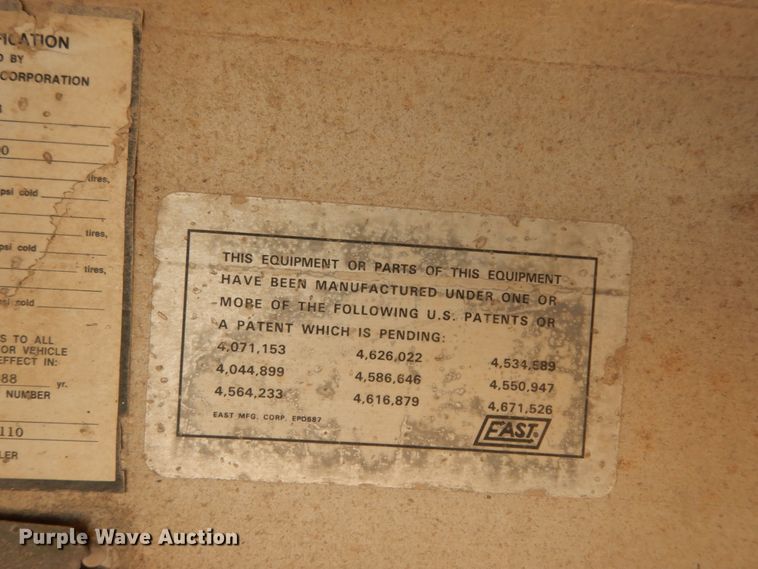 CATION
BY
CORPORATION
tires,
psi cold
tires,
psi cold
tires,
cold
S TO ALL
OR VEHICLE
EFFECT IN:
88 yr.
NUMBER
110
LER
THIS EQUIPMENT OR PARTS OF THIS EQUIPMENT
HAVE BEEN MANUFACTURED UNDER ONE OR
MORE OF THE FOLLOWING U.S. PATENTS OR
A PATENT WHICH IS PENDING:
4,071,153 4,626,022 4,534,589
4,044,899 4,586,646 4,550,947
4,564,233 4,616,879 4,671,526
EAST MFG. CORP. EPD587
EAST
Purple Wave Auction